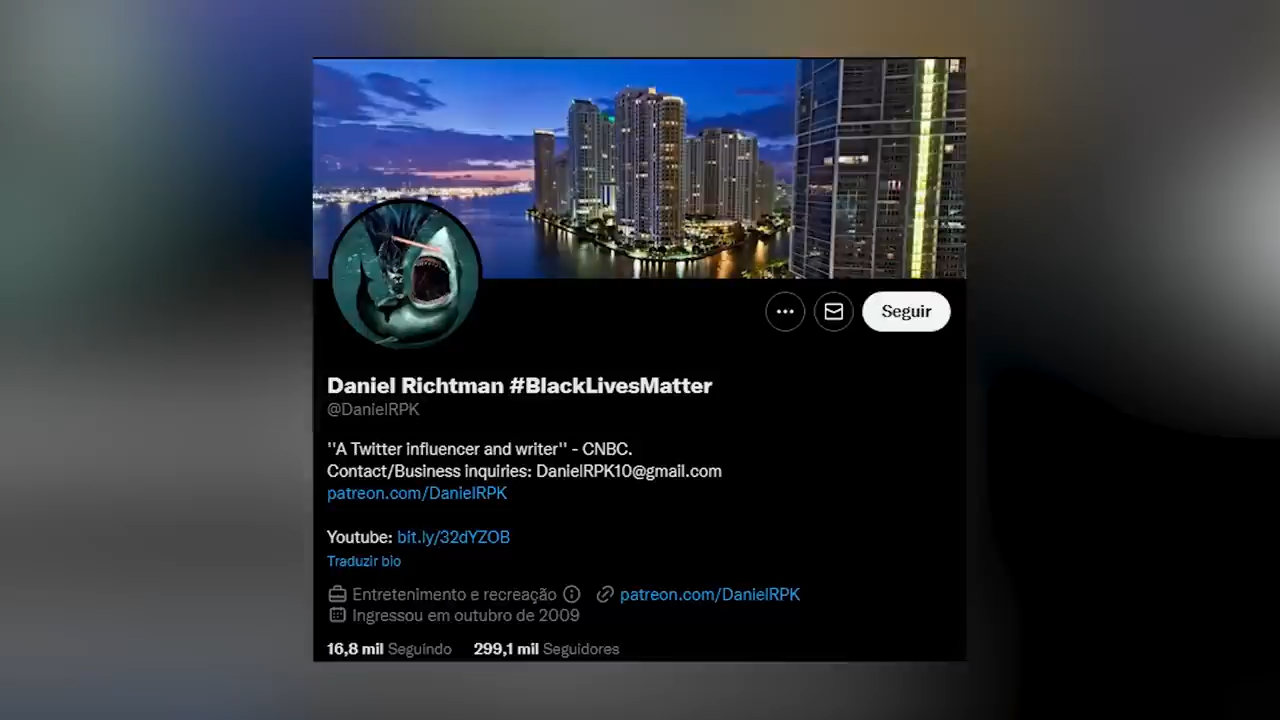 Seguir
Daniel Richtman #BlackLivesMatter
@DanielRPK
"A Twitter influencer and writer" - CNBC.
Contact/Business inquiries: DanielRPK10@gmail.com
patreon.com/DanielRPK
Youtube: bit.ly/32dYZOB
Traduzir bio
Entretenimento e recreação patreon.com/DanielRPK
Ingressou em outubro de 2009
16,8 mil Seguindo 299,1 mil Seguidores